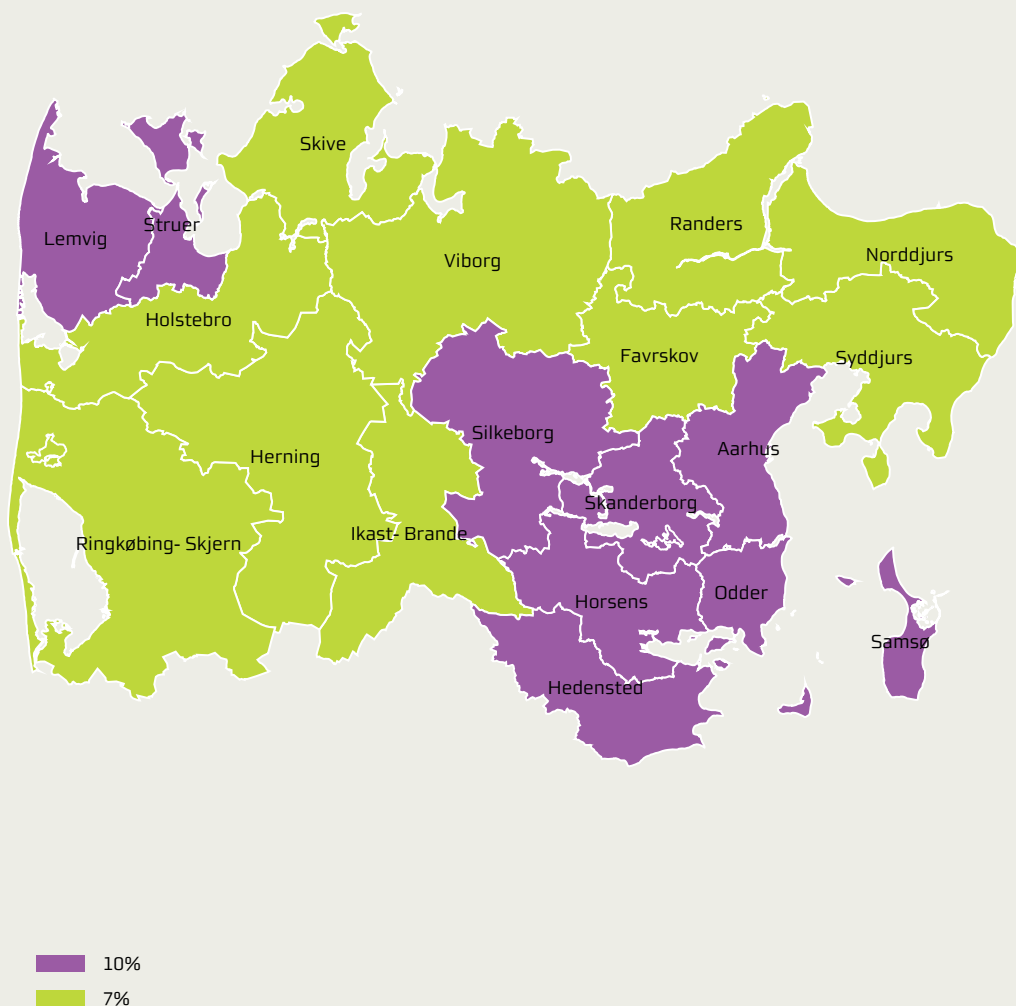 Skive
Randers
Struer
Lemvig
Norddjurs
Viborg
Holstebro
Favrskov
Syddjurs
Silkeborg
Aarhus
Herning
Skanderborg
Ikast- Brande
Ringkøbing- Skjern
Odder
Horsens
Samsø
Hedensted
10%
7%